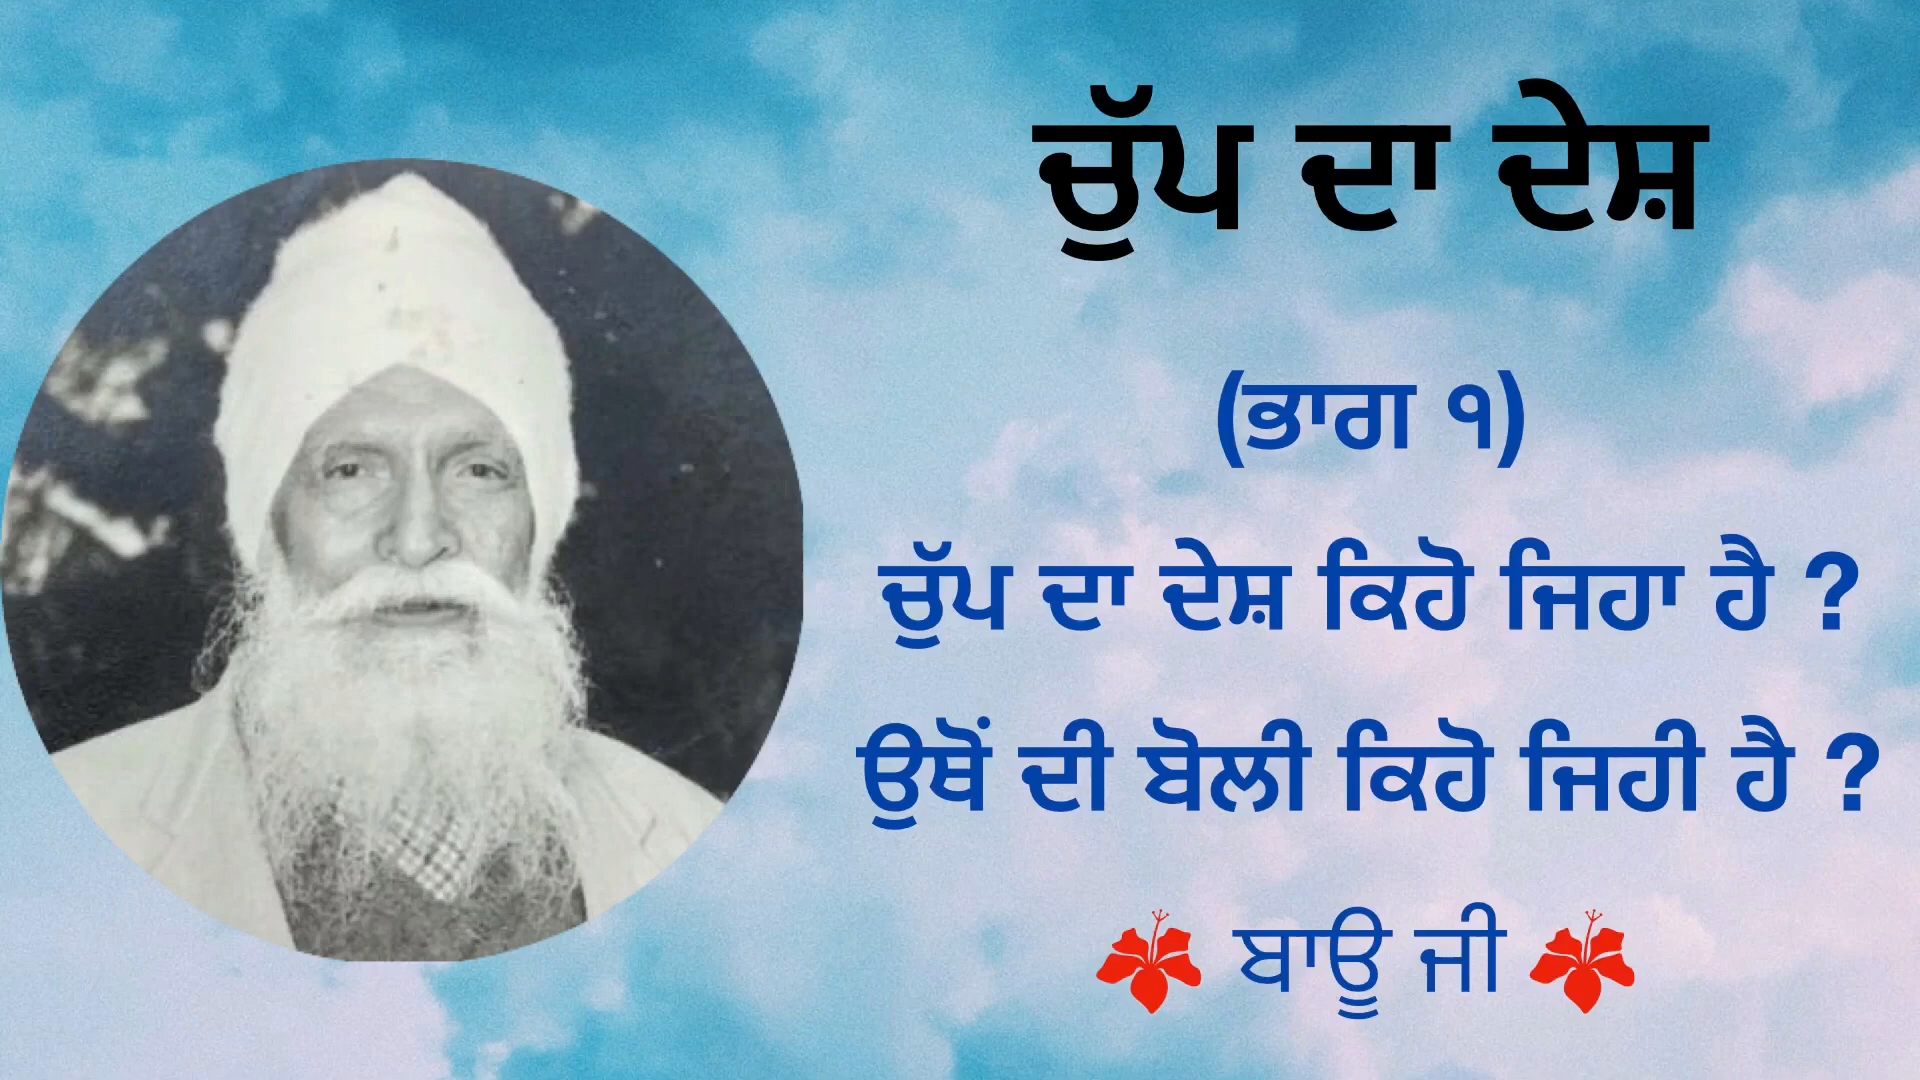 ਚੁੱਪ ਦਾ ਦੇਸ਼
(ਭਾਗ ੧)
ਚੁੱਪ ਦਾ ਦੇਸ਼ ਕਿਹੋ ਜਿਹਾ ਹੈ ?
ਉਥੋਂ ਦੀ ਬੋਲੀ ਕਿਹੋ ਜਿਹੀ ਹੈ ?
ਬਾਊ ਜੀ